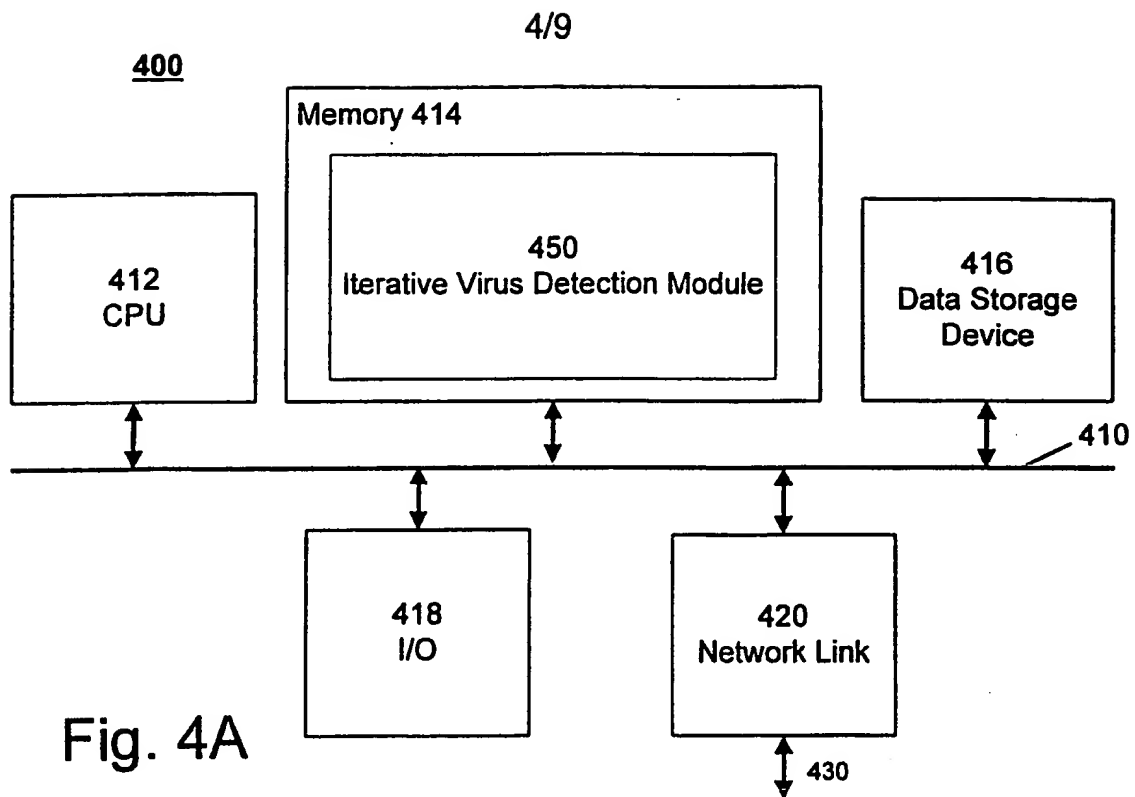 4/9
400
Memory 414
450
Iterative Virus Detection Module
412
CPU
416
Data Storage
Device
410
418
I/O
420
Network Link
430
Fig. 4A